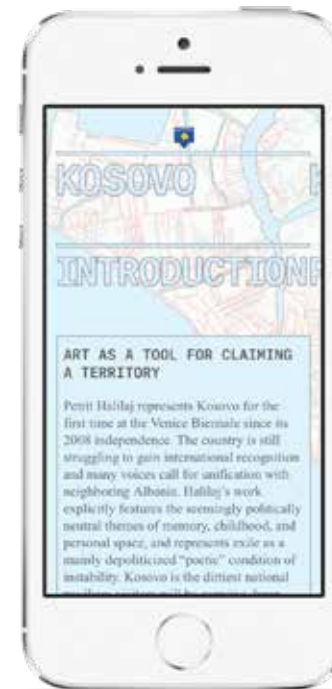 KOSOVO
INTRODUCTION
ART AS A TOOL FOR CLAIMING
A TERRITORY
Petrit Halilaj represents Kosovo for the
first time at the Venice Biennale since its
2008 independence. The country is still
struggling to gain international recognition
and many voices call for unification with
neighboring Albania. Halilaj's work
explicitly features the seemingly politically
neutral themes of memory, childhood, and
personal space, and represents exile as a
mainly depoliticized "poetic" condition of
instability. Kosovo is the dirtiest national